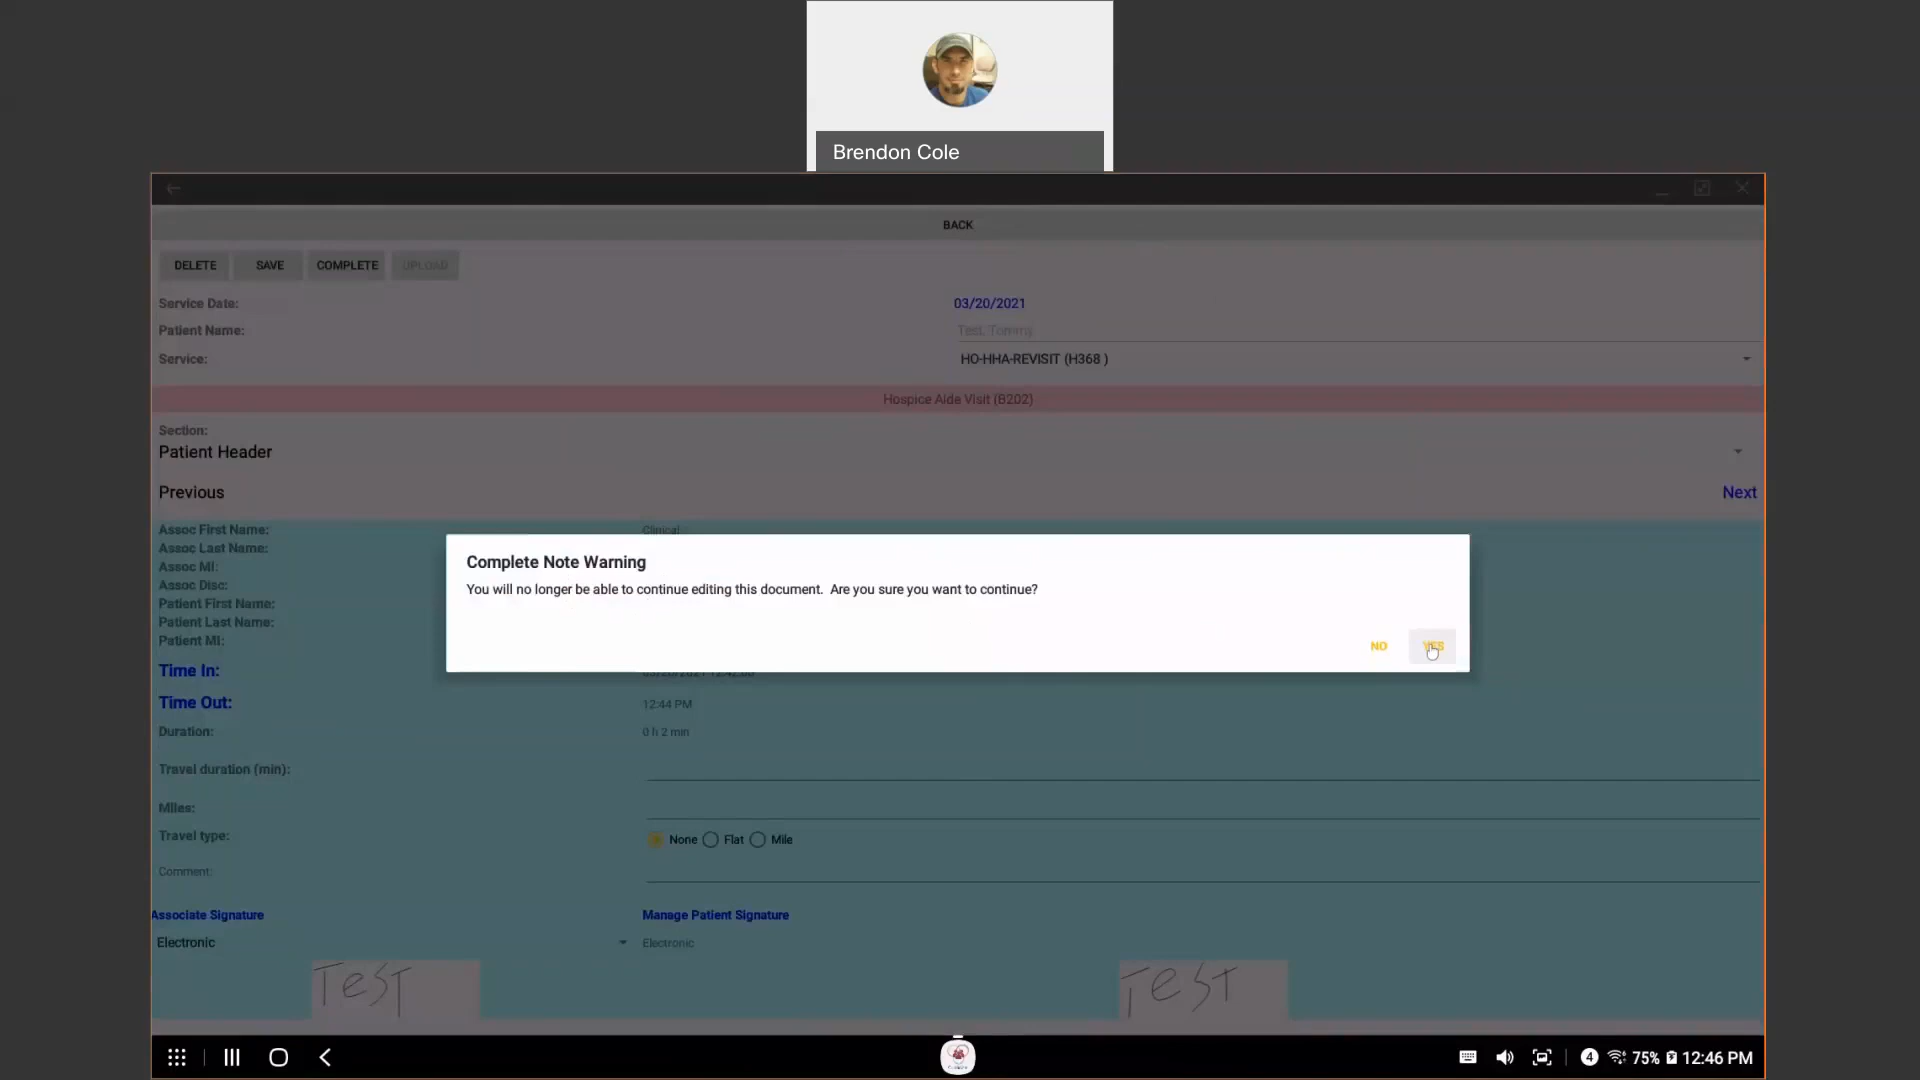 Brendon Cole
BACK
DELETE SAVE COMPLETE UPLOAD
Service Date: 03/20/2021
Patient Name: Test, Tommy
Service: HO-HHA-REVISIT (H368 )
Hospice Aide Visit (B202)
Section:
Patient Header
Previous Next
Assoc First Name: Clinical
Assoc Last Name:
Assoc MI:
Assoc Disc:
Patient First Name:
Patient Last Name:
Patient MI:
Complete Note Warning
You will no longer be able to continue editing this document. Are you sure you want to continue?
NO YES
Time In:
Time Out: 12:44 PM
Duration: 0 h 2 min
Travel duration (min):
Miles:
Travel type: None Flat Mile
Comment:
Associate Signature Manage Patient Signature
Electronic Electronic
TesT TesT
4 75% 12:46 PM